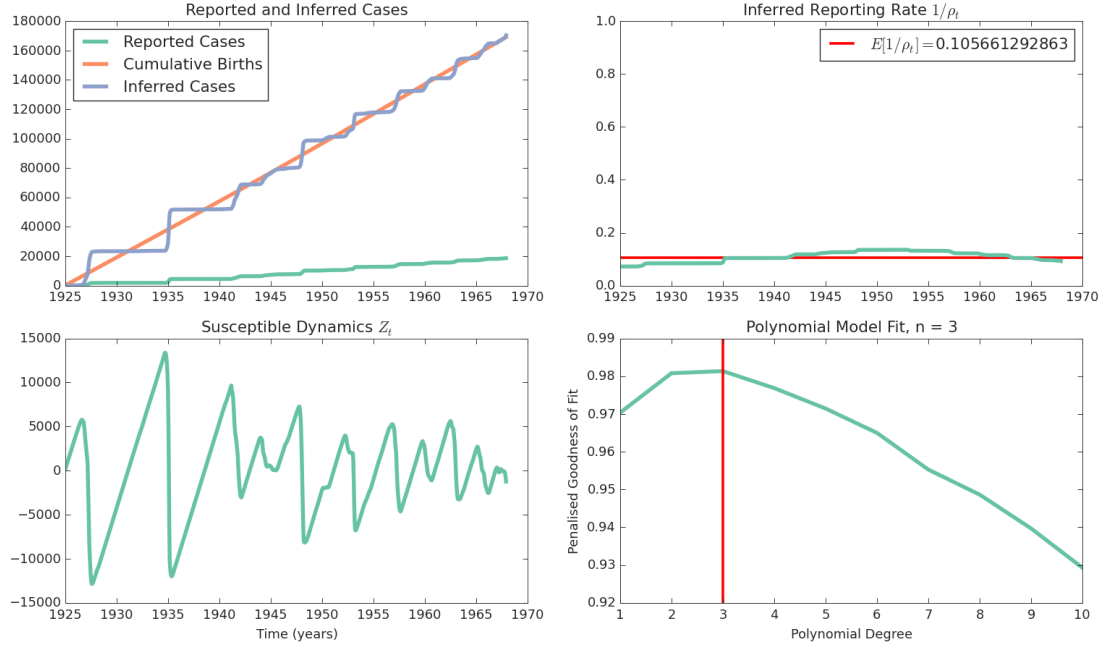 Reported and Inferred Cases
180000
160000
140000
120000
100000
80000
60000
40000
20000
0
Reported Cases
Cumulative Births
Inferred Cases
1925 1930 1935 1940 1945 1950 1955 1960 1965 1970
Inferred Reporting Rate 1/ρt
1.0
0.8
0.6
0.4
0.2
0.0
E[1/ρt] = 0.105661292863
1925 1930 1935 1940 1945 1950 1955 1960 1965 1970
Susceptible Dynamics Zt
15000
10000
5000
0
−5000
−10000
−15000
1925 1930 1935 1940 1945 1950 1955 1960 1965 1970
Time (years)
Polynomial Model Fit, n = 3
Penalised Goodness of Fit
0.99
0.98
0.97
0.96
0.95
0.94
0.93
0.92
1 2 3 4 5 6 7 8 9 10
Polynomial Degree